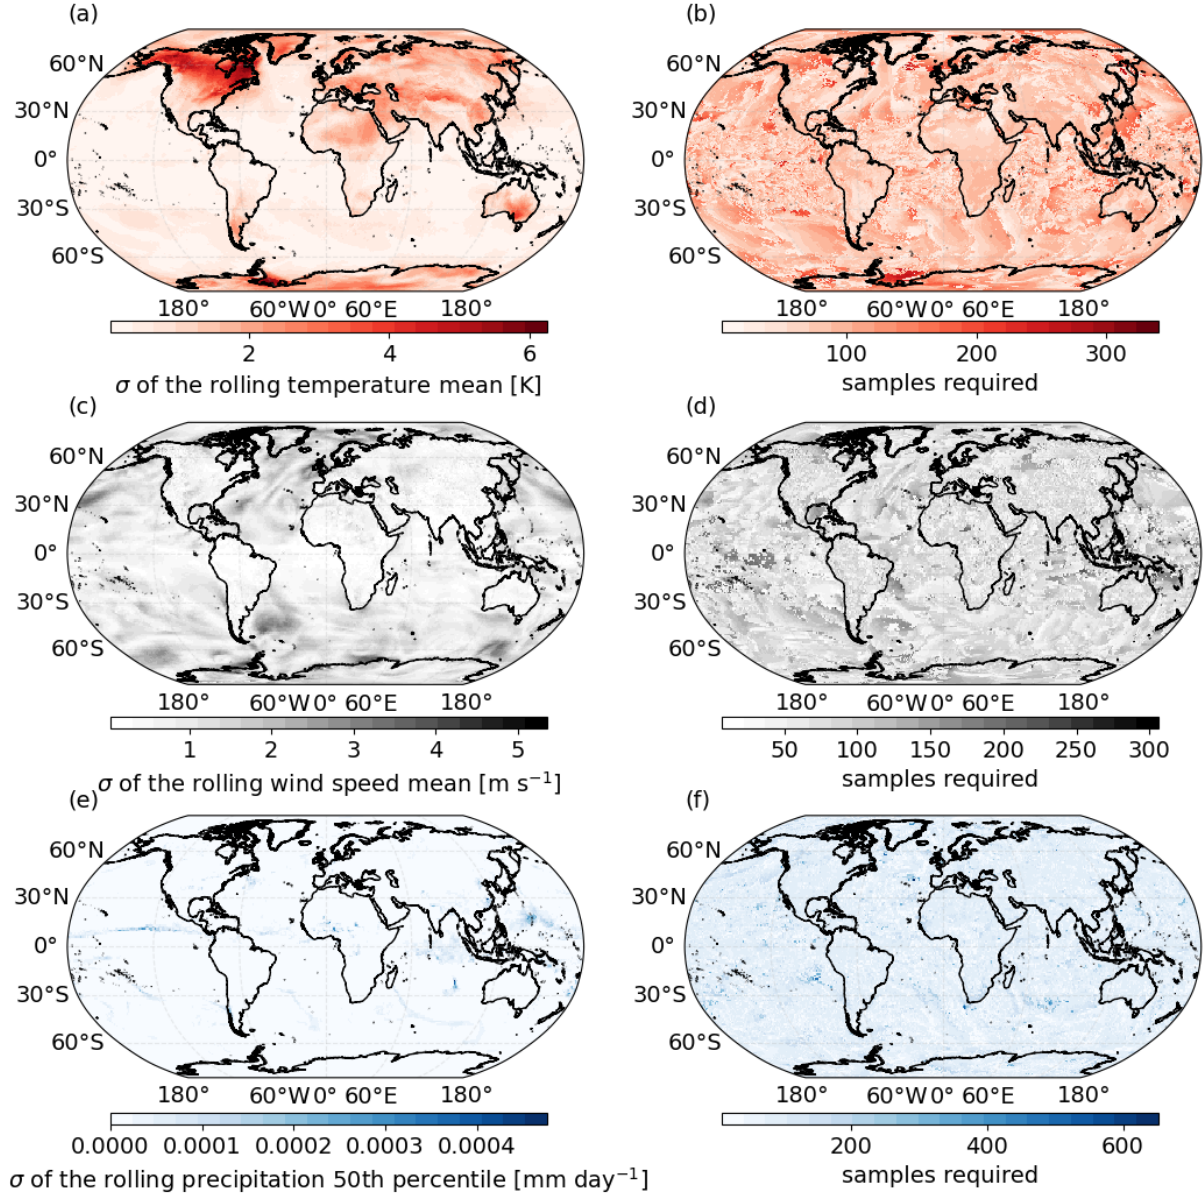 (a)
60°N
30°N
0°
30°S
60°S
180° 60°W 0° 60°E 180°
2 4 6
σ of the rolling temperature mean [K]
(b)
60°N
30°N
0°
30°S
60°S
180° 60°W 0° 60°E 180°
100 200 300
samples required
(c)
60°N
30°N
0°
30°S
60°S
180° 60°W 0° 60°E 180°
1 2 3 4 5
σ of the rolling wind speed mean [m s⁻¹]
(d)
60°N
30°N
0°
30°S
60°S
180° 60°W 0° 60°E 180°
50 100 150 200 250 300
samples required
(e)
60°N
30°N
0°
30°S
60°S
180° 60°W 0° 60°E 180°
0.0000 0.0001 0.0002 0.0003 0.0004
σ of the rolling precipitation 50th percentile [mm day⁻¹]
(f)
60°N
30°N
0°
30°S
60°S
180° 60°W 0° 60°E 180°
200 400 600
samples required